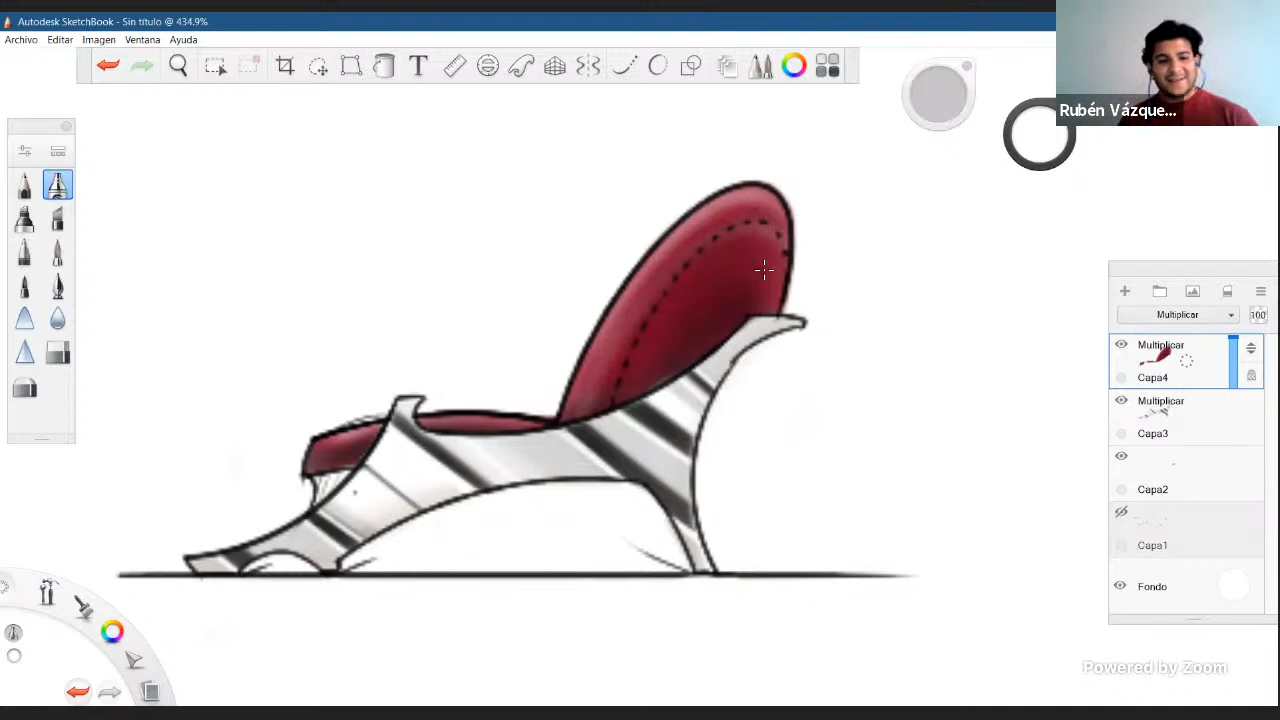 Autodesk SketchBook - Sin título @ 434.9%
Archivo Editar Imagen Ventana Ayuda
T
Rubén Vázque...
Multiplicar
100
Multiplicar
Capa4
Multiplicar
Capa3
Capa2
Capa1
Fondo
Powered by Zoom